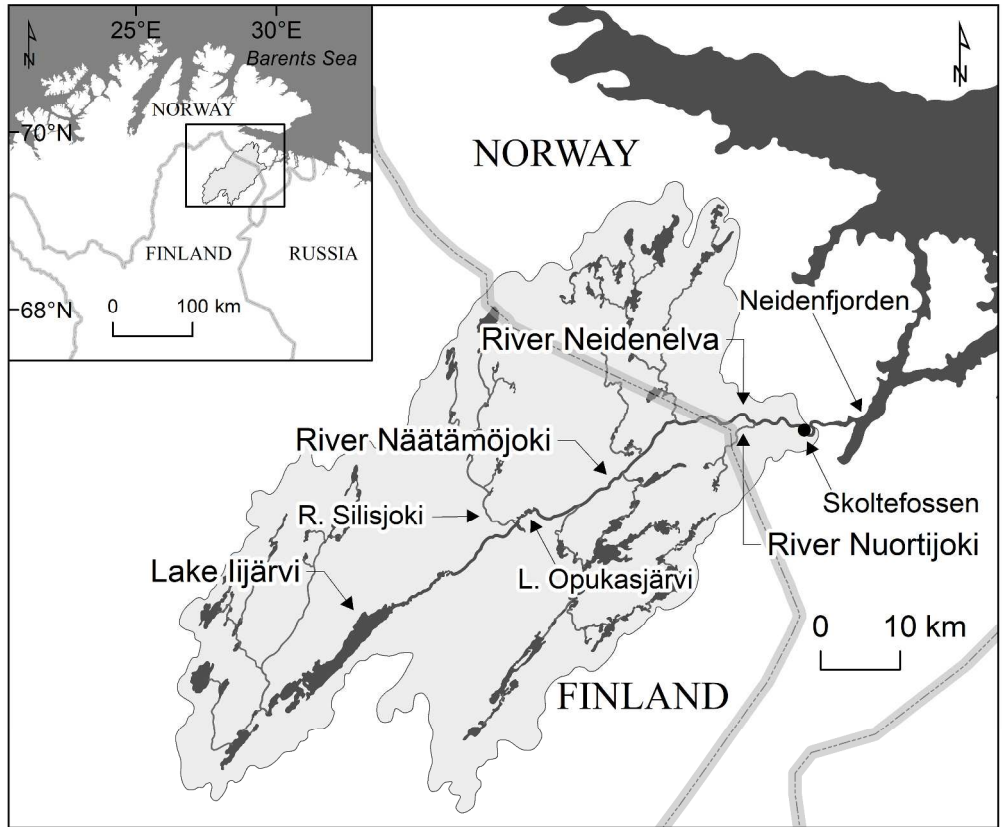 25°E 30°E
N
Barents Sea
NORWAY
70°N
FINLAND
RUSSIA
68°N
0 100 km
N
NORWAY
Neidenfjorden
River Neidenelva
River Näätämöjoki
R. Silisjoki
Skoltefossen
River Nuortijoki
Lake Iijärvi
L. Opukasjärvi
0 10 km
FINLAND